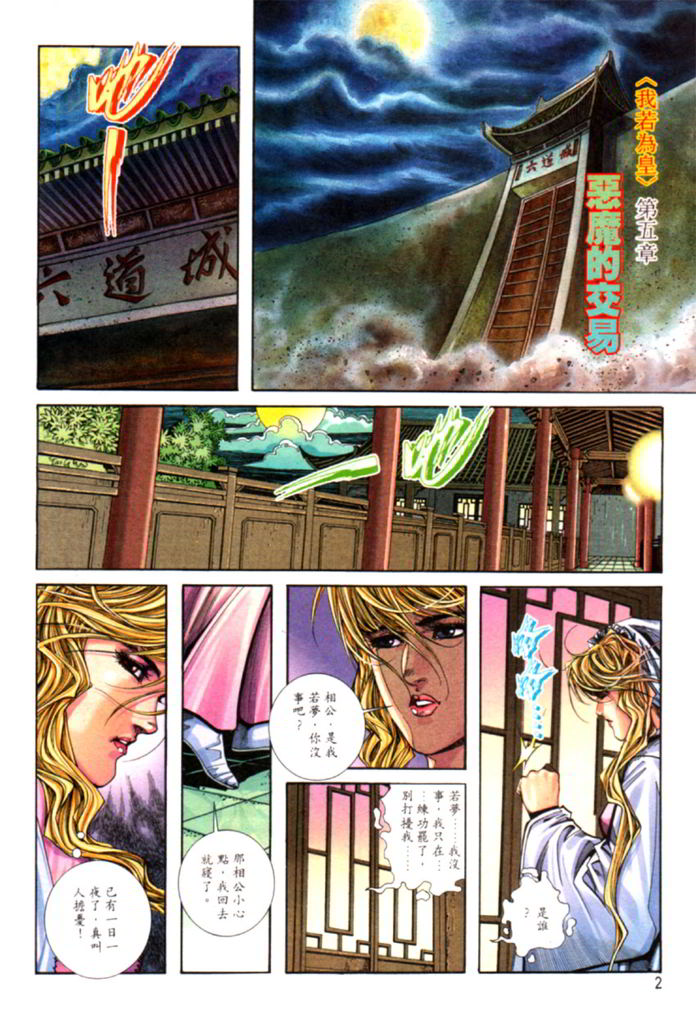 《我若為皇》第五章
惡魔的交易
六道城
吔—
六道城
吔—
是誰
？
相公，是我
若夢，你沒
事吧？
若夢……我沒
事，我只在…
…練功罷了，
別打擾我……
那相公小心
點，我回去
就寢了。
已有一日一
夜了，真叫
人擔憂！
2